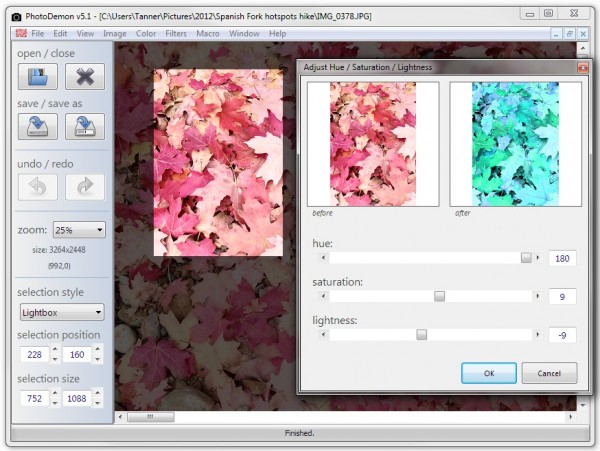 PhotoDemon v5.1 - [C:\Users\Tanner\Pictures\2012\Spanish Fork hotspots hike\IMG_0378.JPG]
File Edit View Image Color Filters Macro Window Help
open / close
save / save as
undo / redo
zoom: 25%
size: 3264x2448
(992,0)
selection style
Lightbox
selection position
228 160
selection size
752 1088
Adjust Hue / Saturation / Lightness
before after
hue:
180
saturation:
9
lightness:
-9
OK Cancel
Finished.